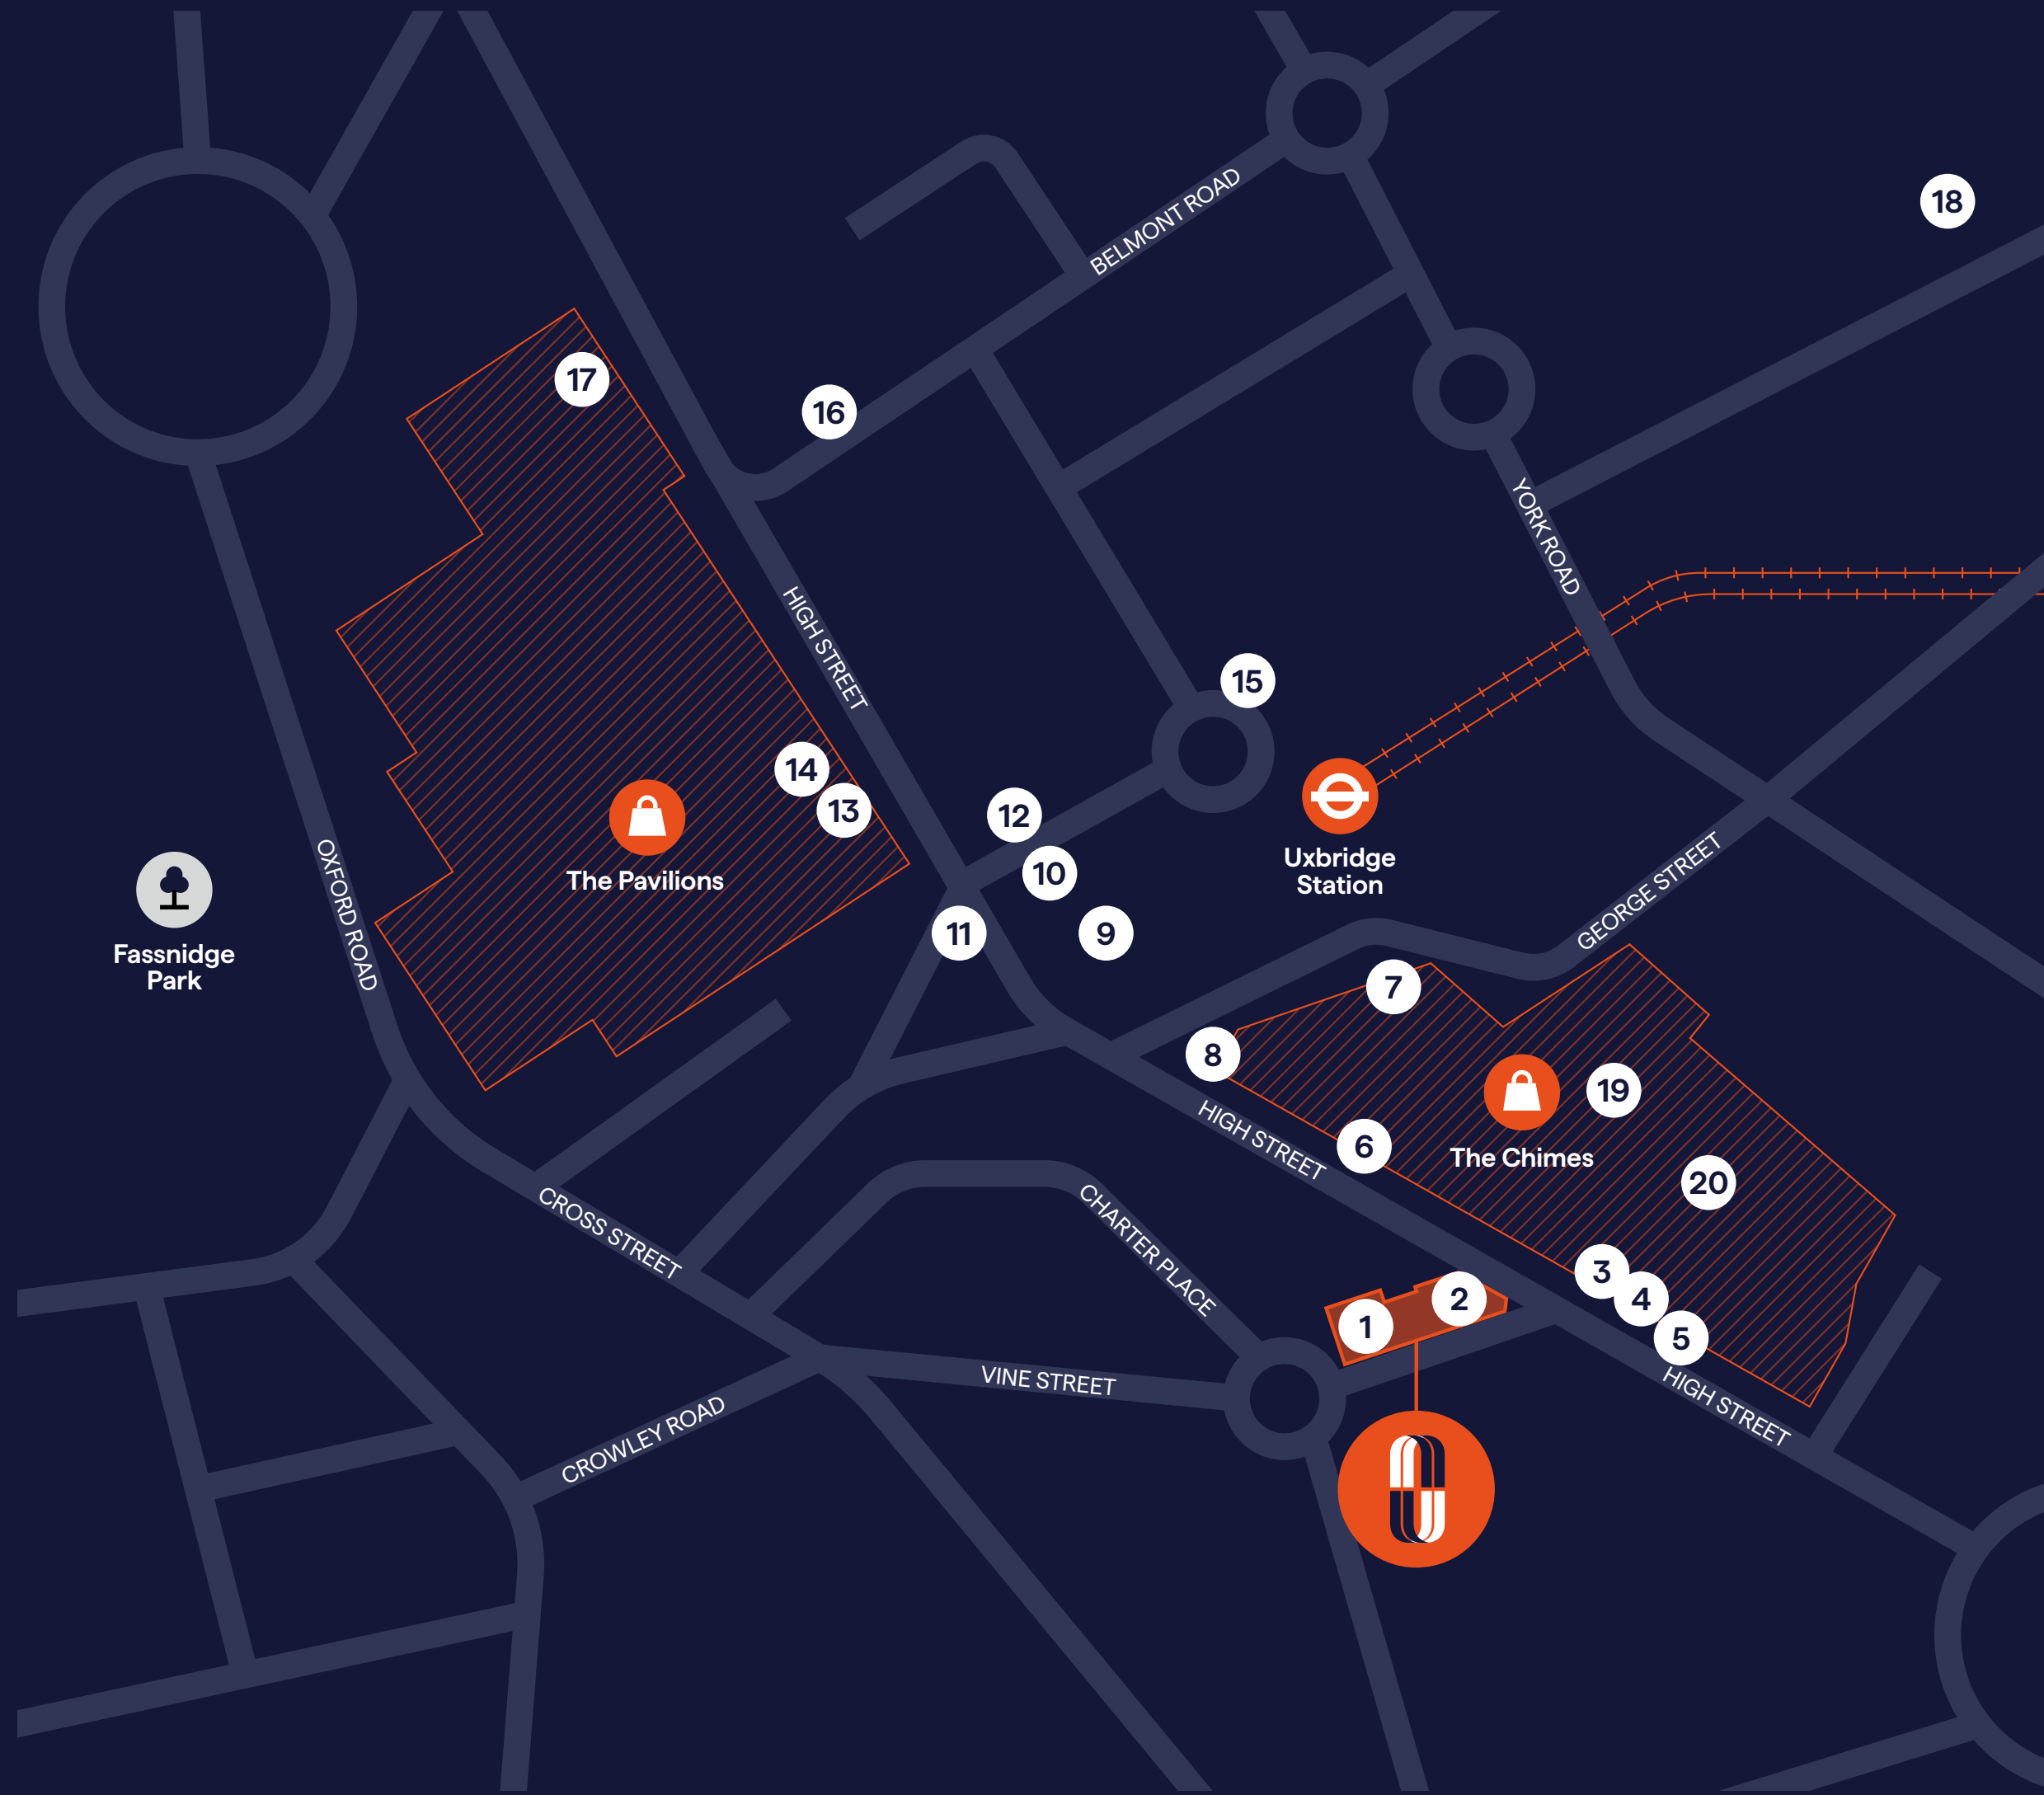 18
BELMONT ROAD
17
16
YORK ROAD
HIGH STREET
15
14
13
12
10
11
9
The Pavilions
Uxbridge
Station
OXFORD ROAD
Fassnidge
Park
GEORGE STREET
7
8
19
6
The Chimes
20
HIGH STREET
CROSS STREET
CHARTER PLACE
3
4
5
1
2
VINE STREET
HIGH STREET
CROWLEY ROAD